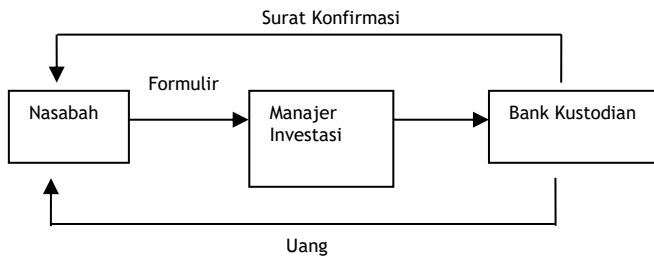 Surat Konfirmasi
Formulir
Nasabah
Manajer
Investasi
Bank Kustodian
Uang